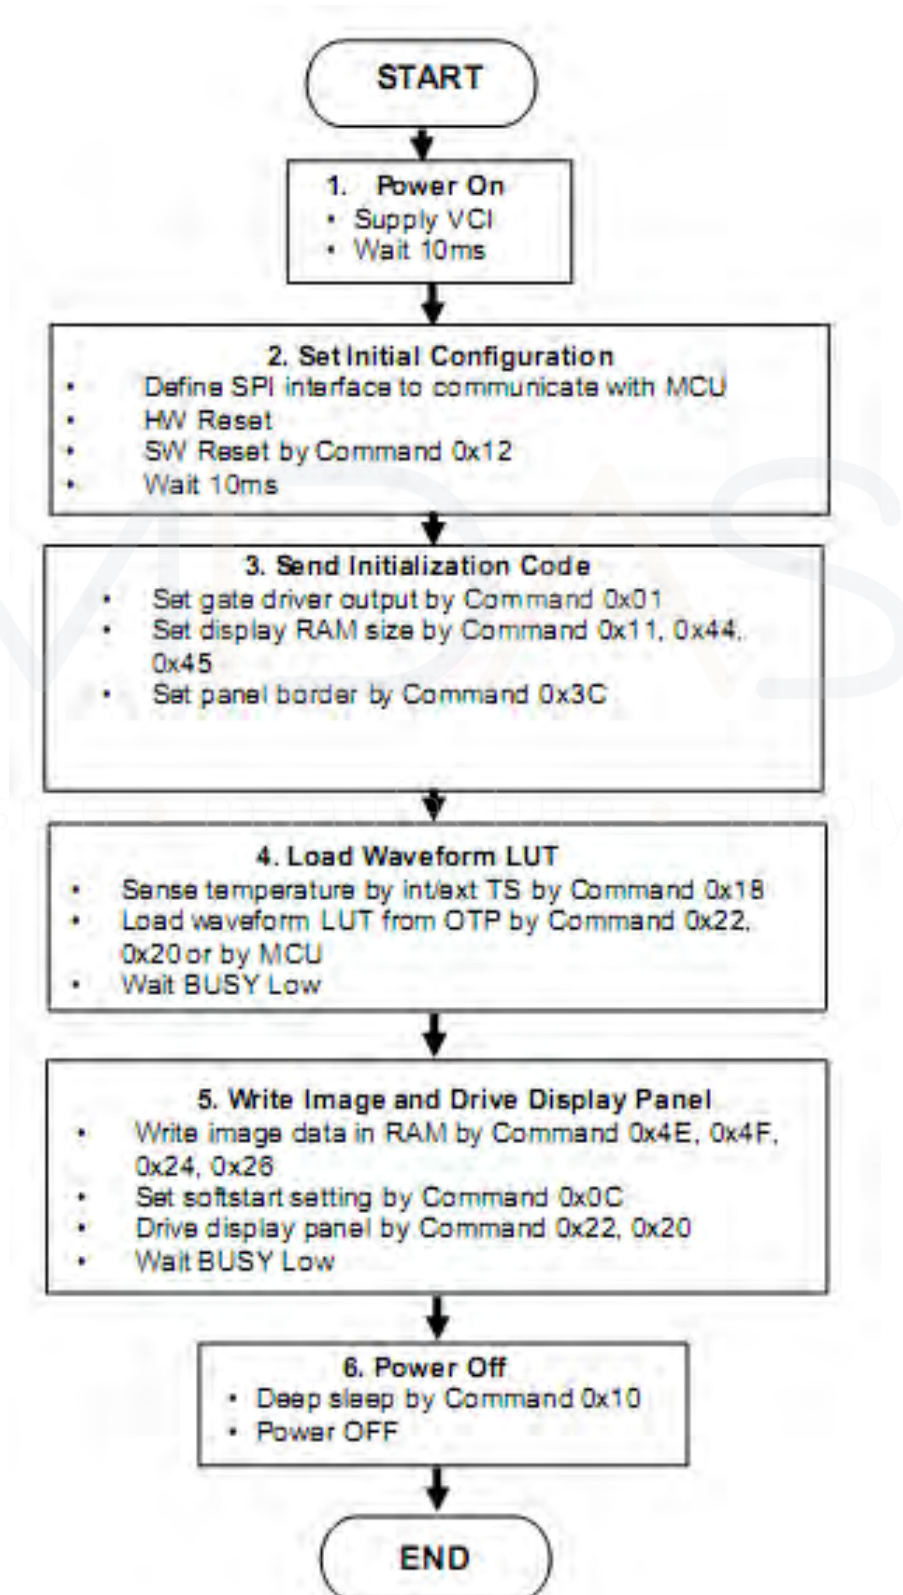 START
1. Power On
• Supply VCI
• Wait 10ms
2. Set Initial Configuration
• Define SPI interface to communicate with MCU
• HW Reset
• SW Reset by Command 0x12
• Wait 10ms
3. Send Initialization Code
• Set gate driver output by Command 0x01
• Set display RAM size by Command 0x11, 0x44,
0x45
• Set panel border by Command 0x3C
4. Load Waveform LUT
• Sense temperature by int/ext TS by Command 0x18
• Load waveform LUT from OTP by Command 0x22,
0x20 or by MCU
• Wait BUSY Low
5. Write Image and Drive Display Panel
• Write image data in RAM by Command 0x4E, 0x4F,
0x24, 0x26
• Set softstart setting by Command 0x0C
• Drive display panel by Command 0x22, 0x20
• Wait BUSY Low
6. Power Off
• Deep sleep by Command 0x10
• Power OFF
END